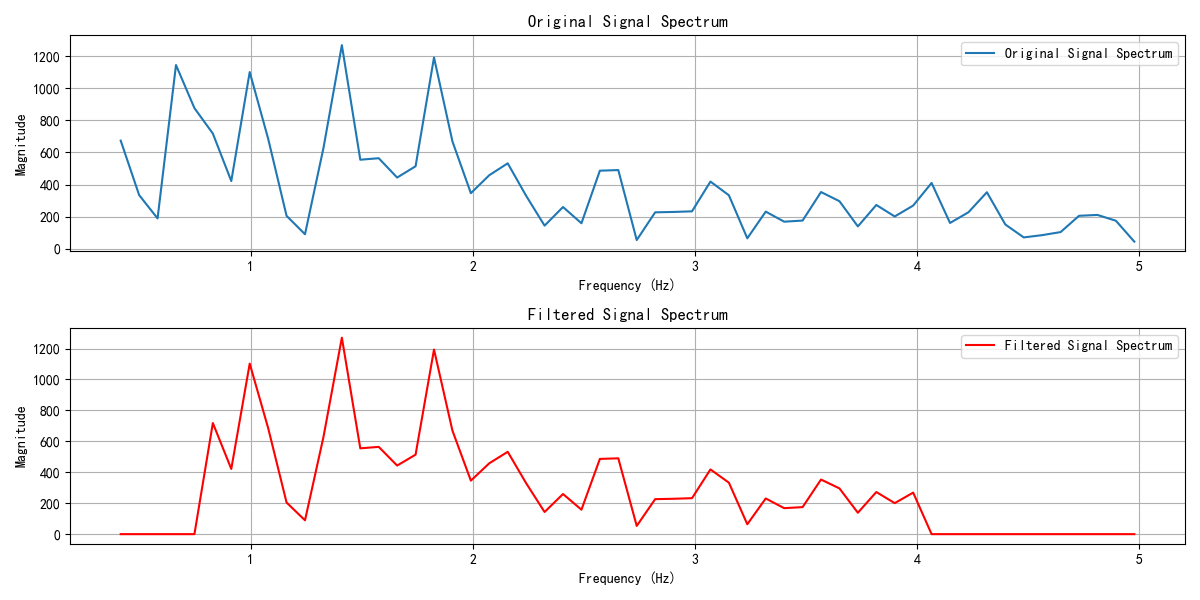 Original Signal Spectrum
Original Signal Spectrum
1200
1000
800
600
400
200
0
Magnitude
1 2 3 4 5
Frequency (Hz)
Filtered Signal Spectrum
Filtered Signal Spectrum
1200
1000
800
600
400
200
0
Magnitude
1 2 3 4 5
Frequency (Hz)